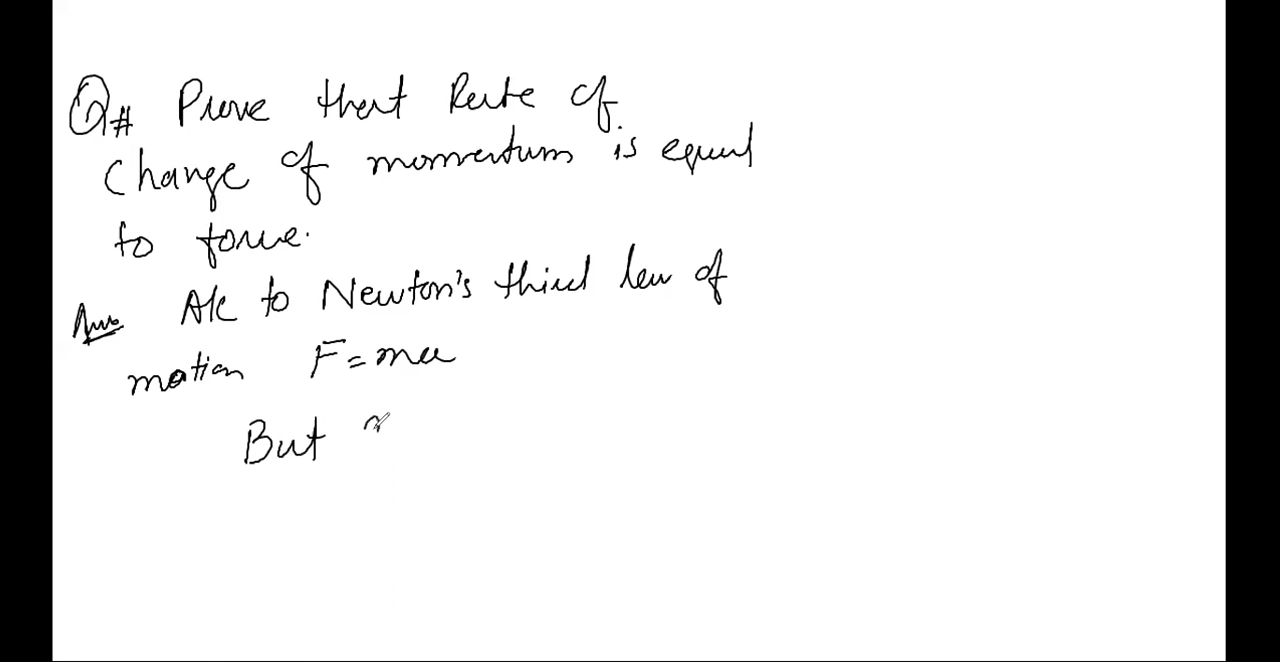 Q# Prove that Rate of
change of momentum is equal
to force.
Ans A/c to Newton's third law of
motion F=ma
But